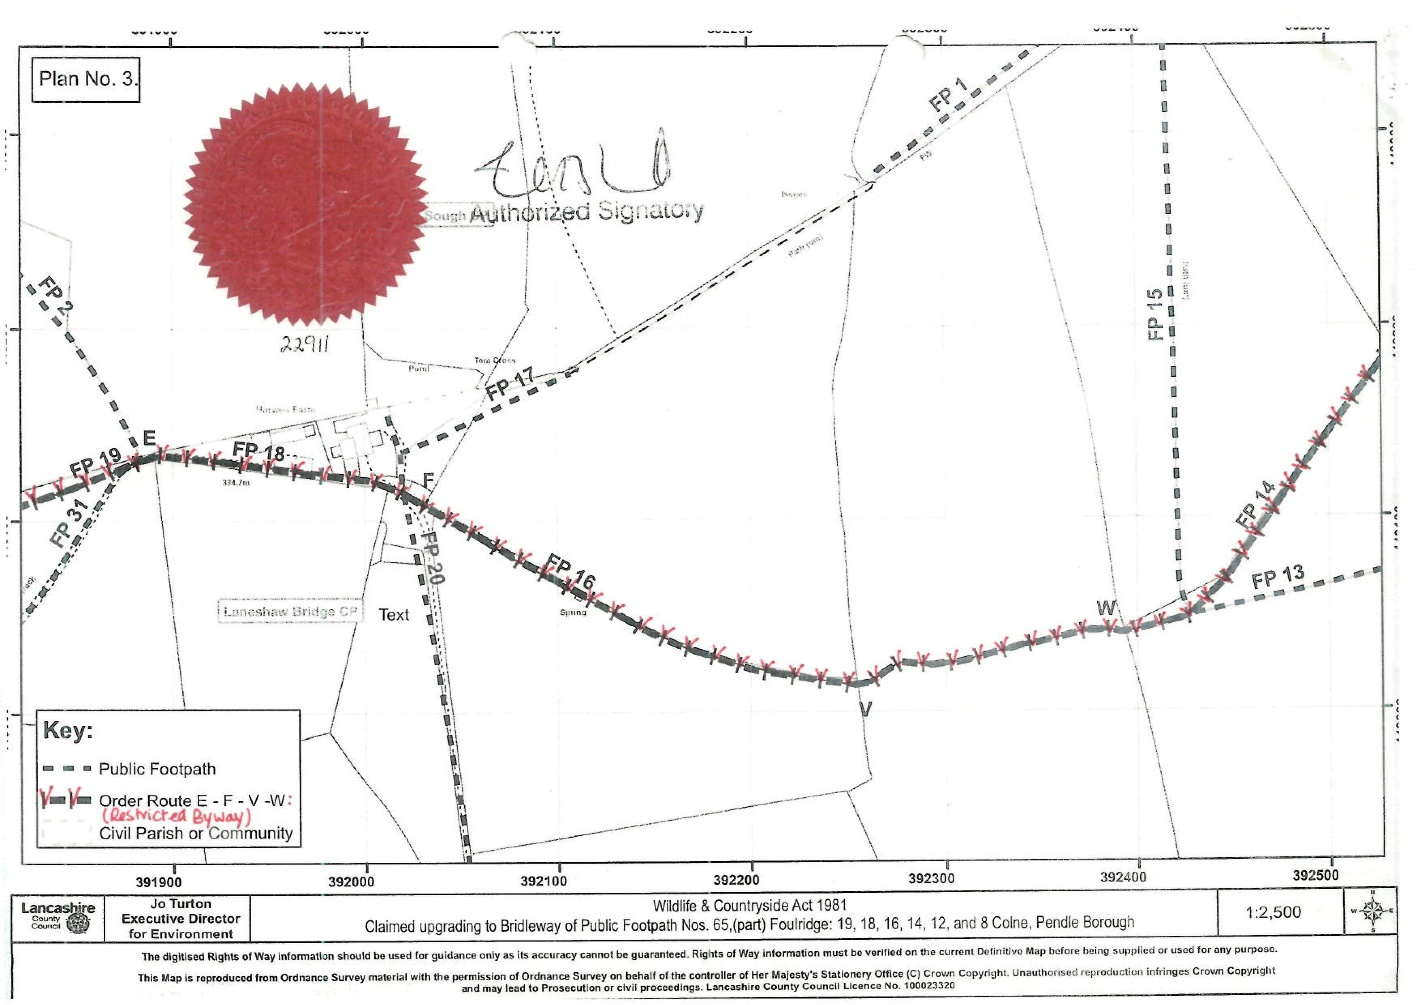 Plan No. 3.
Sough
Authorized Signatory
22911
FP 1
Issues
Path (um)
FP 2
FP 15
Pond
Tom Cross
FP 17
E
FP 19
FP 18
334.7m
F
FP 31
FP 14
FP 20
FP 16
Spring
FP 13
W
Laneshaw Bridge CP
Text
V
Key:
Public Footpath
Order Route E - F - V -W:
(Restricted Byway)
Civil Parish or Community
391900 392000 392100 392200 392300 392400 392500
Lancashire
County
Council
Jo Turton
Executive Director
for Environment
Wildlife & Countryside Act 1981
Claimed upgrading to Bridleway of Public Footpath Nos. 65,(part) Foulridge: 19, 18, 16, 14, 12, and 8 Colne, Pendle Borough
1:2,500
N
W E
S
The digitised Rights of Way information should be used for guidance only as its accuracy cannot be guaranteed. Rights of Way information must be verified on the current Definitive Map before being supplied or used for any purpose.
This Map is reproduced from Ordnance Survey material with the permission of Ordnance Survey on behalf of the controller of Her Majesty's Stationery Office (C) Crown Copyright. Unauthorised reproduction infringes Crown Copyright
and may lead to Prosecution or civil proceedings. Lancashire County Council Licence No. 100023320